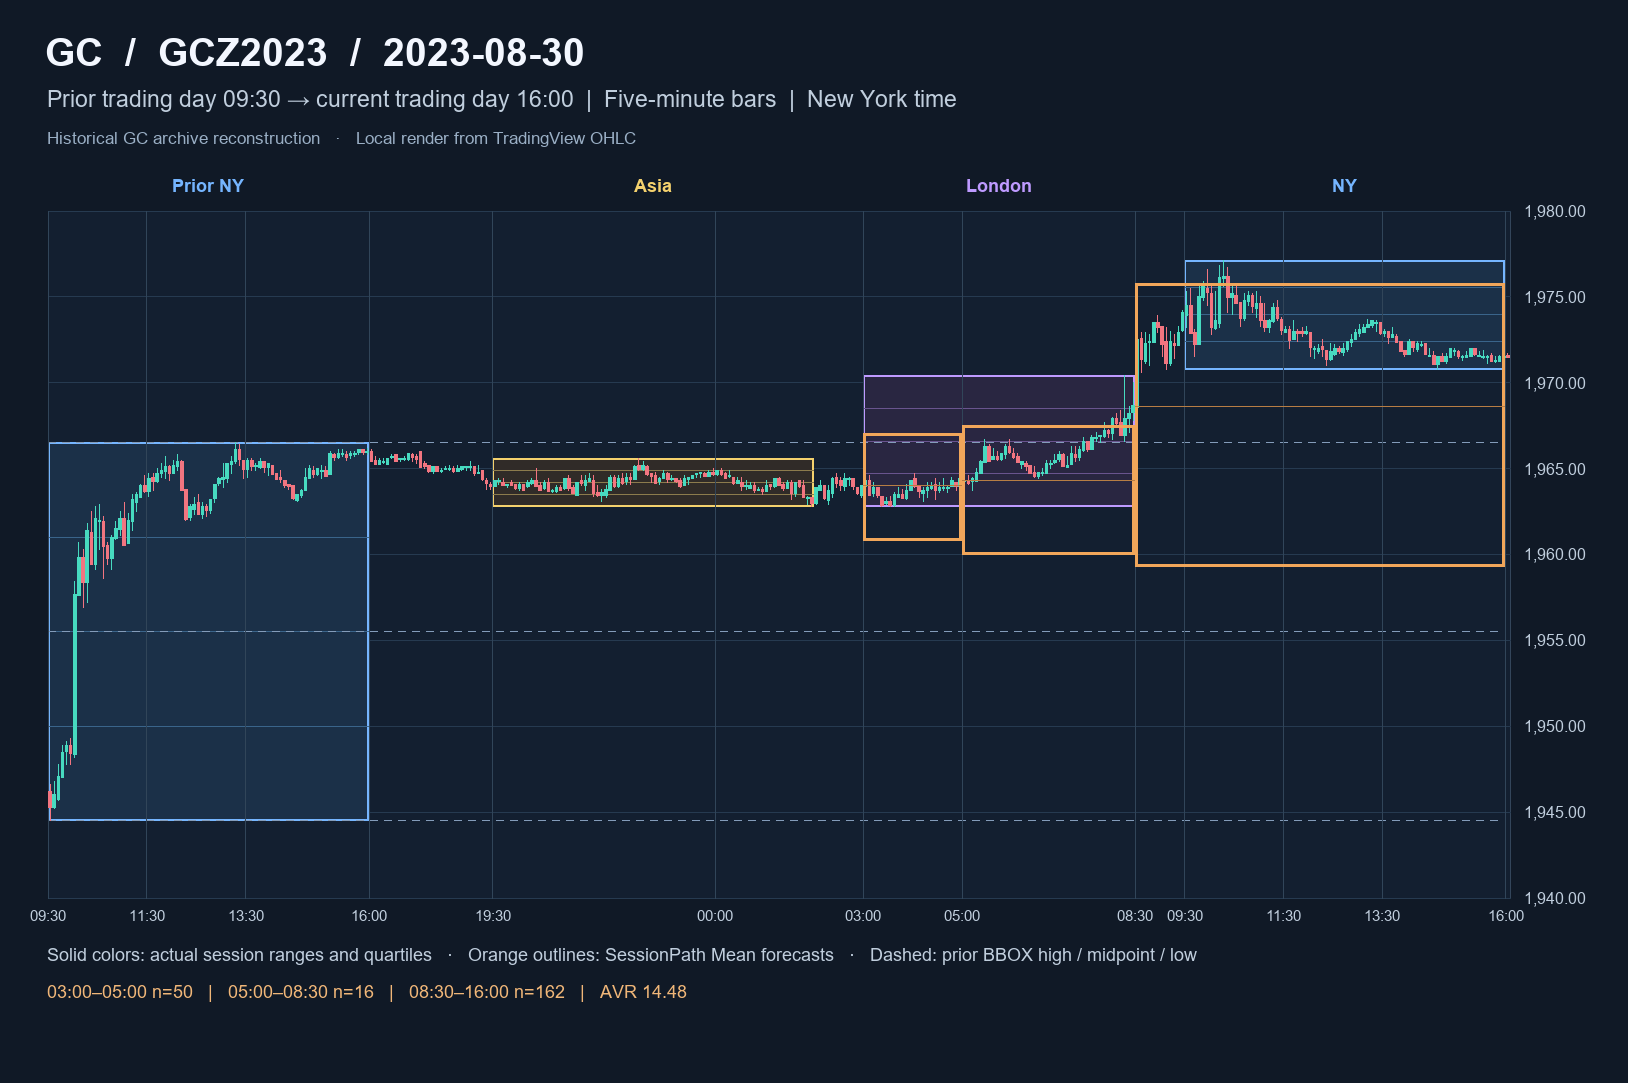 GC / GCZ2023 / 2023-08-30
Prior trading day 09:30 → current trading day 16:00 | Five-minute bars | New York time
Historical GC archive reconstruction · Local render from TradingView OHLC
Prior NY Asia London NY
1,980.00
1,975.00
1,970.00
1,965.00
1,960.00
1,955.00
1,950.00
1,945.00
1,940.00
09:30 11:30 13:30 16:00 19:30 00:00 03:00 05:00 08:30 09:30 11:30 13:30 16:00
Solid colors: actual session ranges and quartiles · Orange outlines: SessionPath Mean forecasts · Dashed: prior BBOX high / midpoint / low
03:00–05:00 n=50 | 05:00–08:30 n=16 | 08:30–16:00 n=162 | AVR 14.48